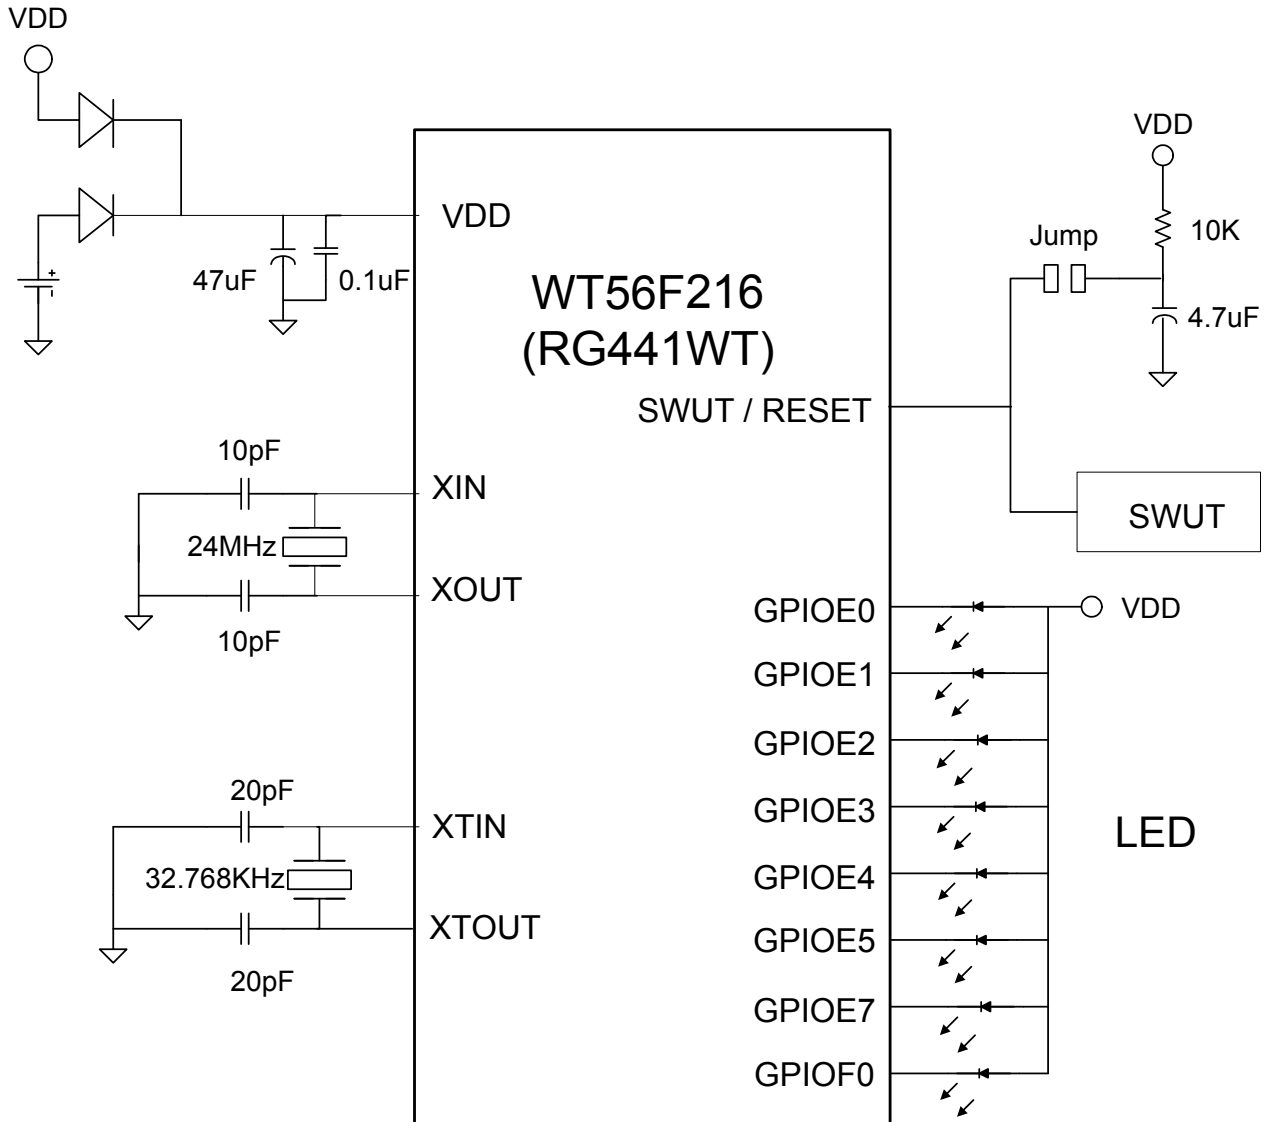 VDD
VDD
47uF
0.1uF
+
-
WT56F216
(RG441WT)
SWUT / RESET
VDD
10K
Jump
4.7uF
SWUT
10pF
XIN
24MHz
XOUT
10pF
20pF
XTIN
32.768KHz
XTOUT
20pF
GPIOE0
GPIOE1
GPIOE2
GPIOE3
GPIOE4
GPIOE5
GPIOE7
GPIOF0
VDD
LED